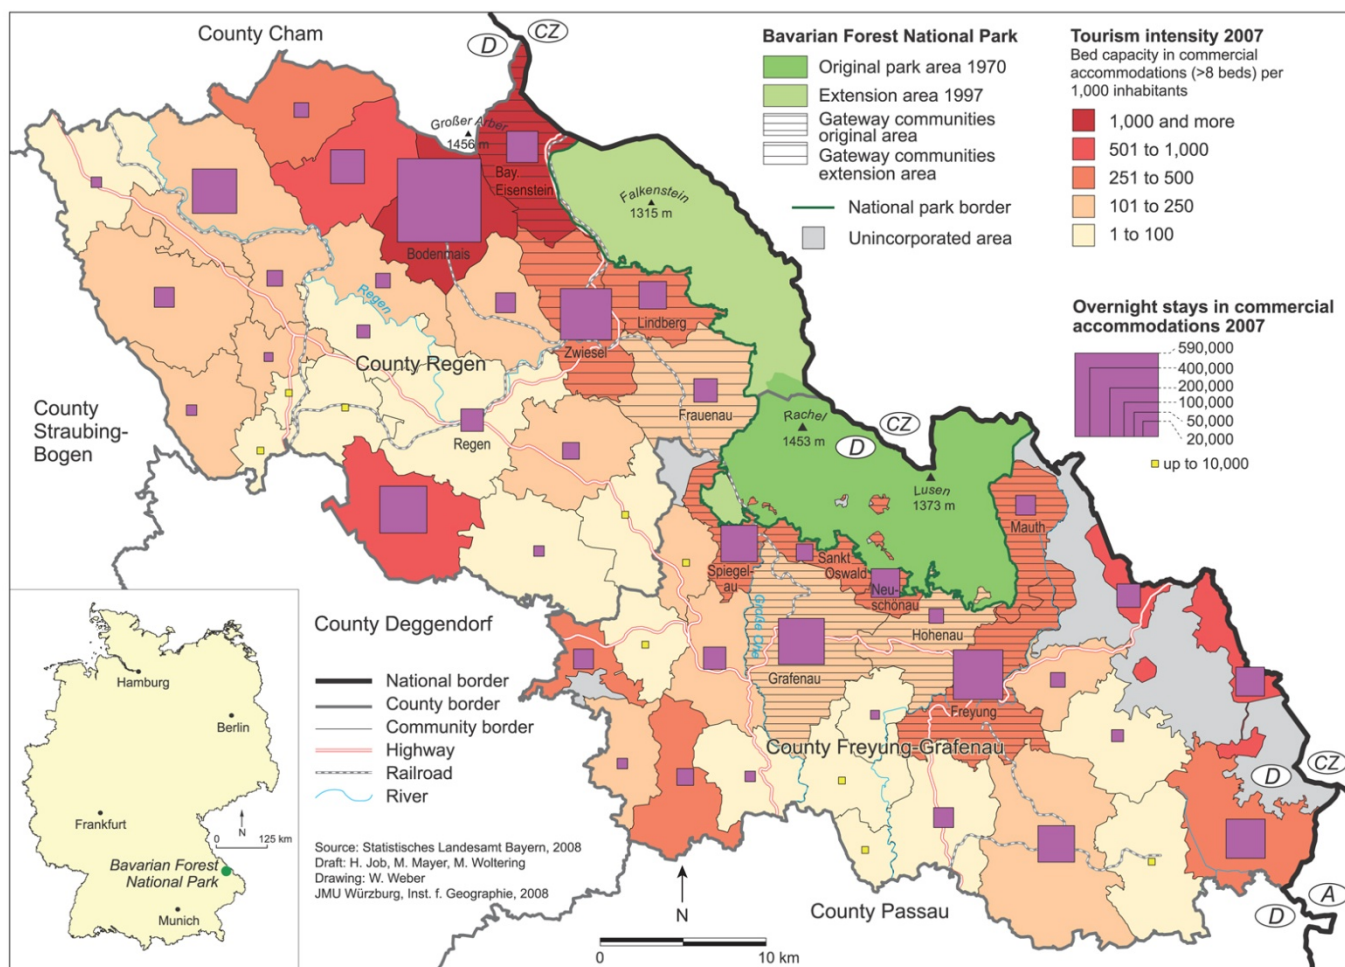 County Cham
D
CZ
Großer Arber
1456 m
Bay.
Eisenstein
Bodenmais
Falkenstein
1315 m
Regen
Lindberg
Zwiesel
County Regen
Frauenau
Regen
County
Straubing-
Bogen
Rachel
1453 m
D
CZ
Lusen
1373 m
Mauth
Spiegel-
au
Sankt
Oswald
Neu-
schönau
Große Ohe
Hohenau
Grafenau
Freyung
County Freyung-Grafenau
D
CZ
County Passau
D
A
Bavarian Forest National Park
Original park area 1970
Extension area 1997
Gateway communities
original area
Gateway communities
extension area
National park border
Unincorporated area
Tourism intensity 2007
Bed capacity in commercial
accommodations (>8 beds) per
1,000 inhabitants
1,000 and more
501 to 1,000
251 to 500
101 to 250
1 to 100
Overnight stays in commercial
accommodations 2007
590,000
400,000
200,000
100,000
50,000
20,000
up to 10,000
County Deggendorf
National border
County border
Community border
Highway
Railroad
River
Source: Statistisches Landesamt Bayern, 2008
Draft: H. Job, M. Mayer, M. Woltering
Drawing: W. Weber
JMU Würzburg, Inst. f. Geographie, 2008
N
0 10 km
Hamburg
Berlin
Frankfurt
N
0 125 km
Bavarian Forest
National Park
Munich